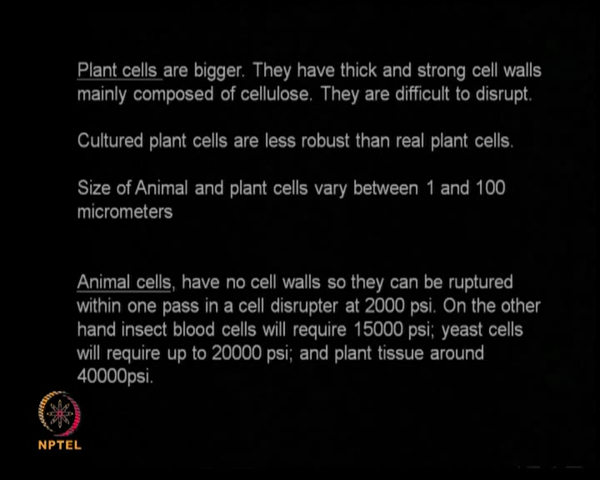 Plant cells are bigger. They have thick and strong cell walls
mainly composed of cellulose. They are difficult to disrupt.
Cultured plant cells are less robust than real plant cells.
Size of Animal and plant cells vary between 1 and 100
micrometers
Animal cells, have no cell walls so they can be ruptured
within one pass in a cell disrupter at 2000 psi. On the other
hand insect blood cells will require 15000 psi; yeast cells
will require up to 20000 psi; and plant tissue around
40000psi.
NPTEL